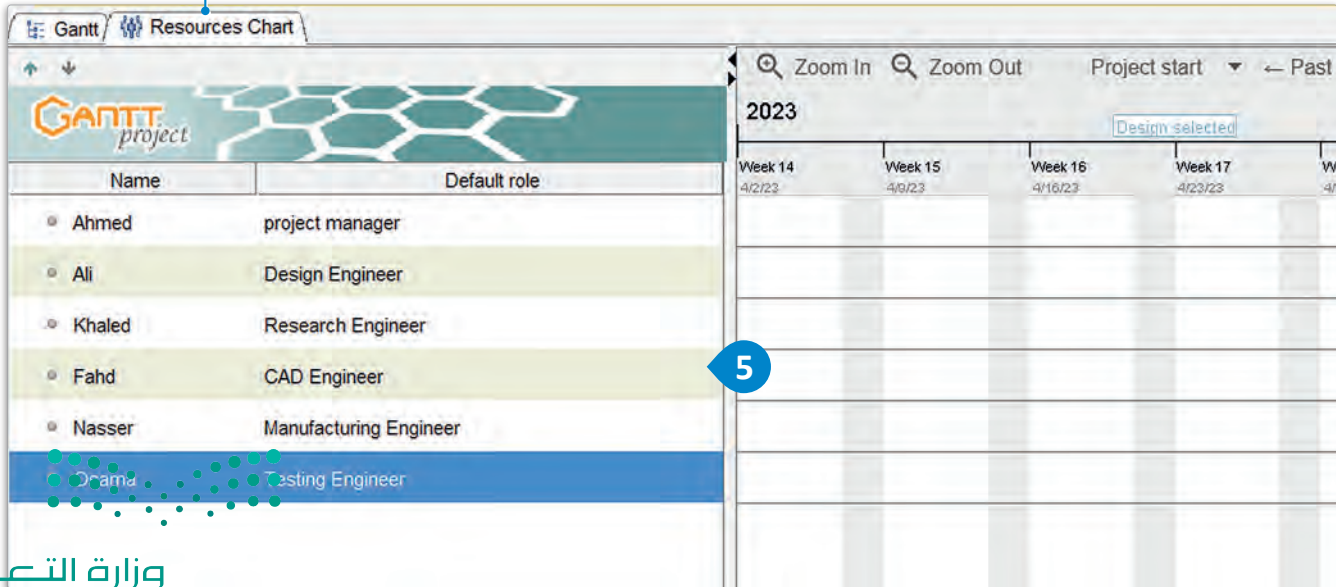 Gantt Resources Chart
Zoom In Zoom Out Project start ← Past
GANTT
project
2023
Design selected
Name Default role
Week 14 Week 15 Week 16 Week 17
4/2/23 4/9/23 4/16/23 4/23/23
Ahmed project manager
Ali Design Engineer
Khaled Research Engineer
Fahd CAD Engineer
5
Nasser Manufacturing Engineer
Osama Testing Engineer
وزارة التع